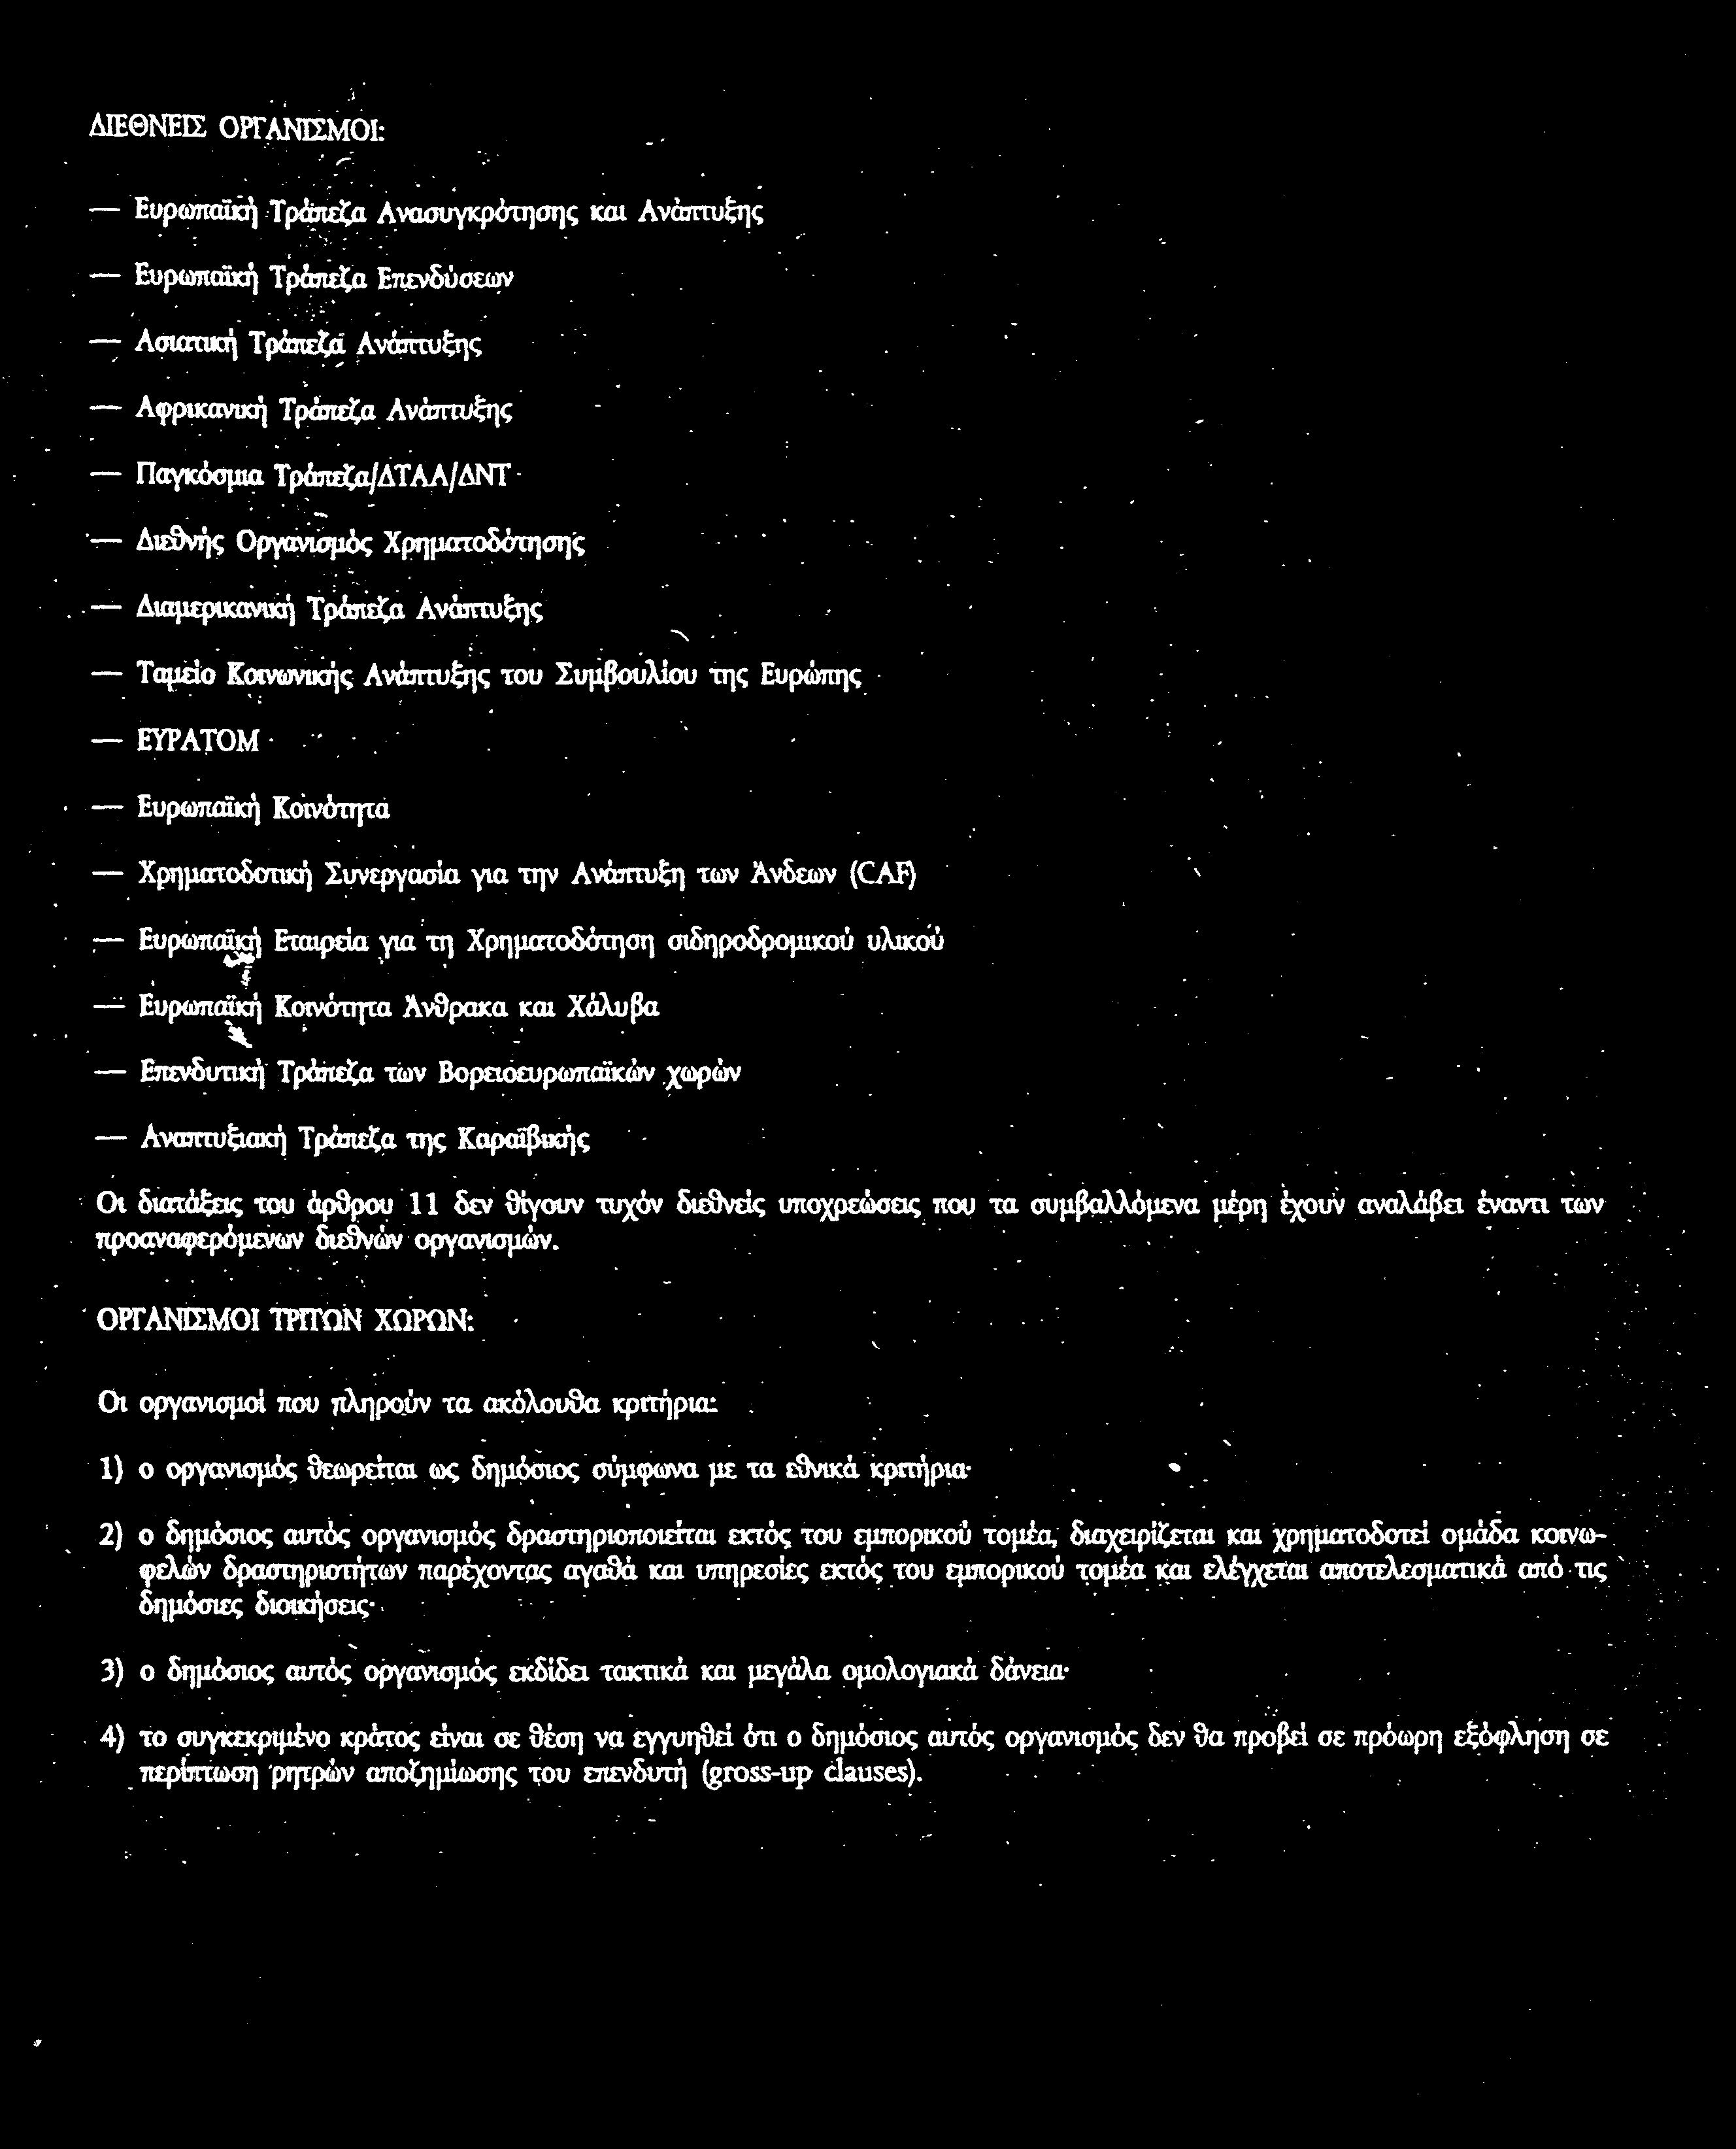 ΔΙΕΘΝΕΙΣ ΟΡΓΑΝΙΣΜΟΙ:
— Ευρωπαϊκή Τράπεζα Ανασυγκρότησης και Ανάπτυξης
— Ευρωπαϊκή Τράπεζα Επενδύσεων
— Ασιατική Τράπεζα Ανάπτυξης
— Αφρικανική Τράπεζα Ανάπτυξης
— Παγκόσμια Τράπεζα/ΔΤΑΑ/ΔΝΤ
— Διεθνής Οργανισμός Χρηματοδότησης
— Διαμερικανική Τράπεζα Ανάπτυξης
— Ταμείο Κοινωνικής Ανάπτυξης του Συμβουλίου της Ευρώπης
— ΕΥΡΑΤΟΜ
— Ευρωπαϊκή Κοινότητα
— Χρηματοδοτική Συνεργασία για την Ανάπτυξη των Άνδεων (CAF)
— Ευρωπαϊκή Εταιρεία για τη Χρηματοδότηση σιδηροδρομικού υλικού
— Ευρωπαϊκή Κοινότητα Άνθρακα και Χάλυβα
— Επενδυτική Τράπεζα των Βορειοευρωπαϊκών χωρών
— Αναπτυξιακή Τράπεζα της Καραϊβικής
Οι διατάξεις του άρθρου 11 δεν θίγουν τυχόν διεθνείς υποχρεώσεις που τα συμβαλλόμενα μέρη έχουν αναλάβει έναντι των
προαναφερόμενων διεθνών οργανισμών.
ΟΡΓΑΝΙΣΜΟΙ ΤΡΙΤΩΝ ΧΩΡΩΝ:
Οι οργανισμοί που πληρούν τα ακόλουθα κριτήρια:
1) ο οργανισμός θεωρείται ως δημόσιος σύμφωνα με τα εθνικά κριτήρια·
2) ο δημόσιος αυτός οργανισμός δραστηριοποιείται εκτός του εμπορικού τομέα, διαχειρίζεται και χρηματοδοτεί ομάδα κοινω-
φελών δραστηριοτήτων παρέχοντας αγαθά και υπηρεσίες εκτός του εμπορικού τομέα και ελέγχεται αποτελεσματικά από τις
δημόσιες διοικήσεις·
3) ο δημόσιος αυτός οργανισμός εκδίδει τακτικά και μεγάλα ομολογιακά δάνεια·
4) το συγκεκριμένο κράτος είναι σε θέση να εγγυηθεί ότι ο δημόσιος αυτός οργανισμός δεν θα προβεί σε πρόωρη εξόφληση σε
περίπτωση ρητρών αποζημίωσης του επενδυτή (gross-up clauses).